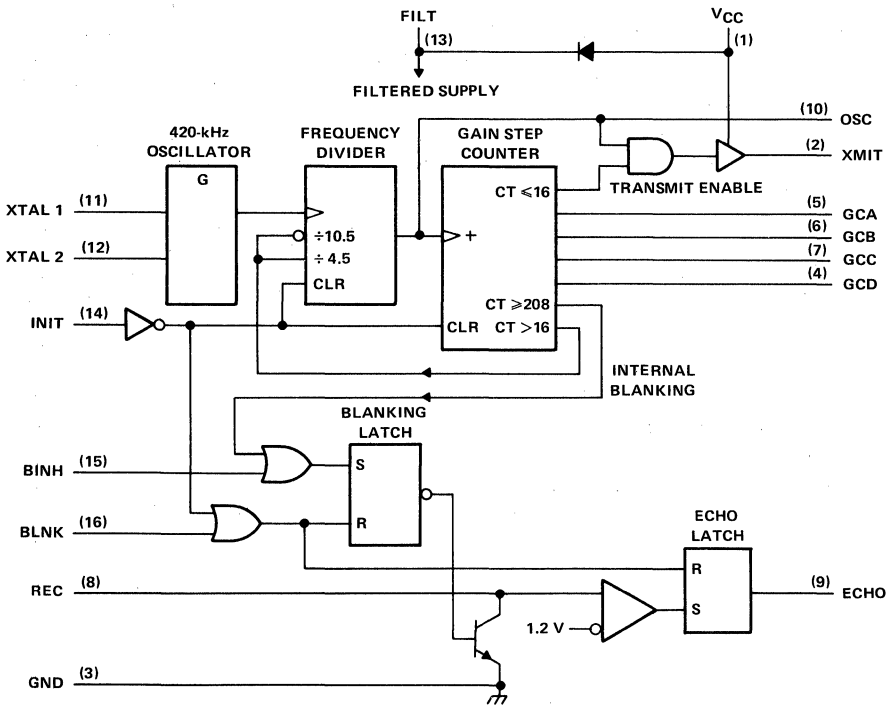 FILT
VCC
(13)
(1)
FILTERED SUPPLY
(10)
OSC
420-kHz
OSCILLATOR
FREQUENCY
DIVIDER
GAIN STEP
COUNTER
(2)
XMIT
G
CT ≤16
TRANSMIT ENABLE
XTAL 1
(11)
(5)
GCA
÷10.5
+
(6)
GCB
XTAL 2
(12)
÷ 4.5
(7)
GCC
CLR
(4)
GCD
CT ≥208
INIT
(14)
CLR
CT >16
INTERNAL
BLANKING
BLANKING
LATCH
BINH
(15)
S
BLNK
(16)
R
ECHO
LATCH
R
REC
(8)
(9)
ECHO
S
1.2 V
GND
(3)